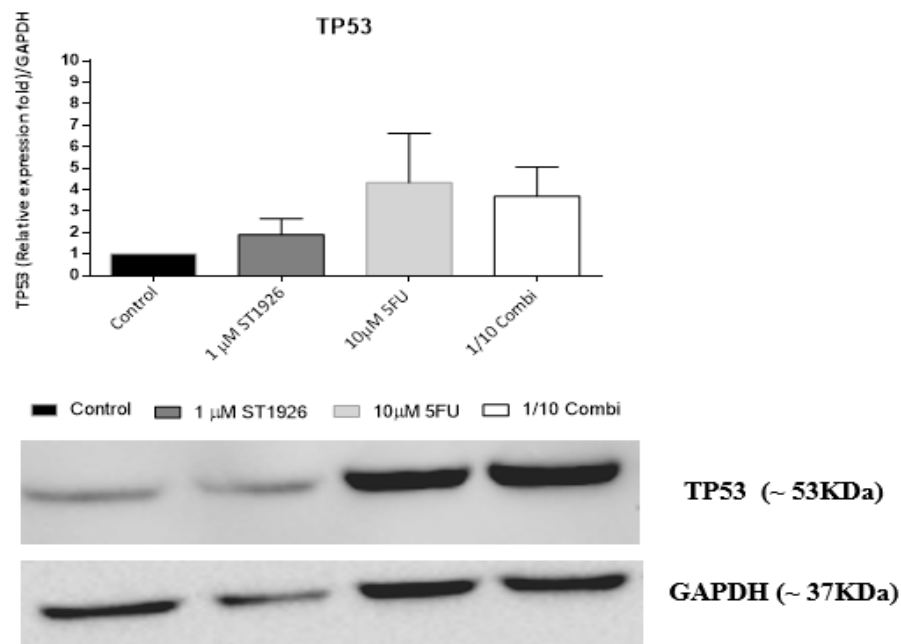 TP53
TP53 (Relative expression fold)/GAPDH
10
9
8
7
6
5
4
3
2
1
0
Control
1 µM ST1926
10µM 5FU
1/10 Combi
Control 1 µM ST1926 10µM 5FU 1/10 Combi
TP53 (~ 53KDa)
GAPDH (~ 37KDa)